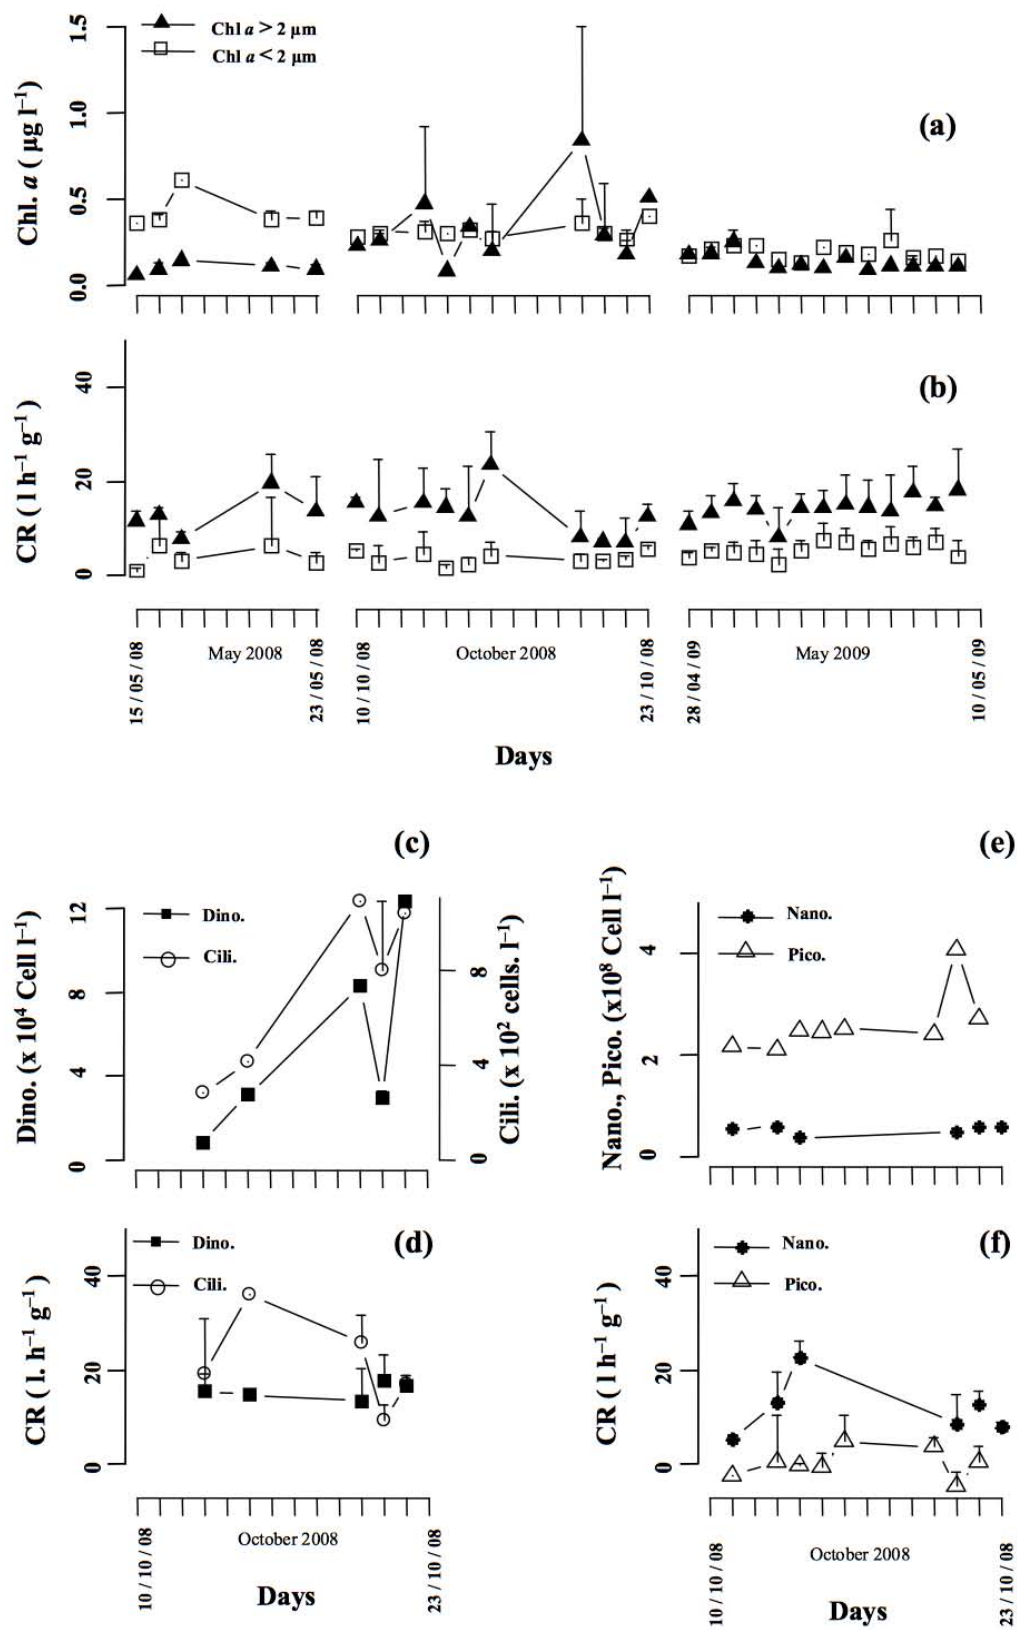 Chl a > 2 µm
Chl a < 2 µm
(a)
Chl. a ( µg l⁻¹)
0.0 0.5 1.0 1.5
(b)
CR ( l h⁻¹ g⁻¹ )
0 20 40
15 / 05 / 08
May 2008
23 / 05 / 08
10 / 10 / 08
October 2008
23 / 10 / 08
28 / 04 / 09
May 2009
10 / 05 / 09
Days
(c)
Dino.
Cili.
Dino. (x 10⁴ Cell l⁻¹)
0 4 8 12
Cili. (x 10² cells. l⁻¹)
0 4 8
(e)
Nano.
Pico.
Nano., Pico. (x10⁸ Cell l⁻¹)
0 2 4
(d)
Dino.
Cili.
CR ( l. h⁻¹ g⁻¹ )
0 20 40
10 / 10 / 08
October 2008
23 / 10 / 08
Days
(f)
Nano.
Pico.
CR ( l h⁻¹ g⁻¹ )
0 20 40
10 / 10 / 08
October 2008
23 / 10 / 08
Days